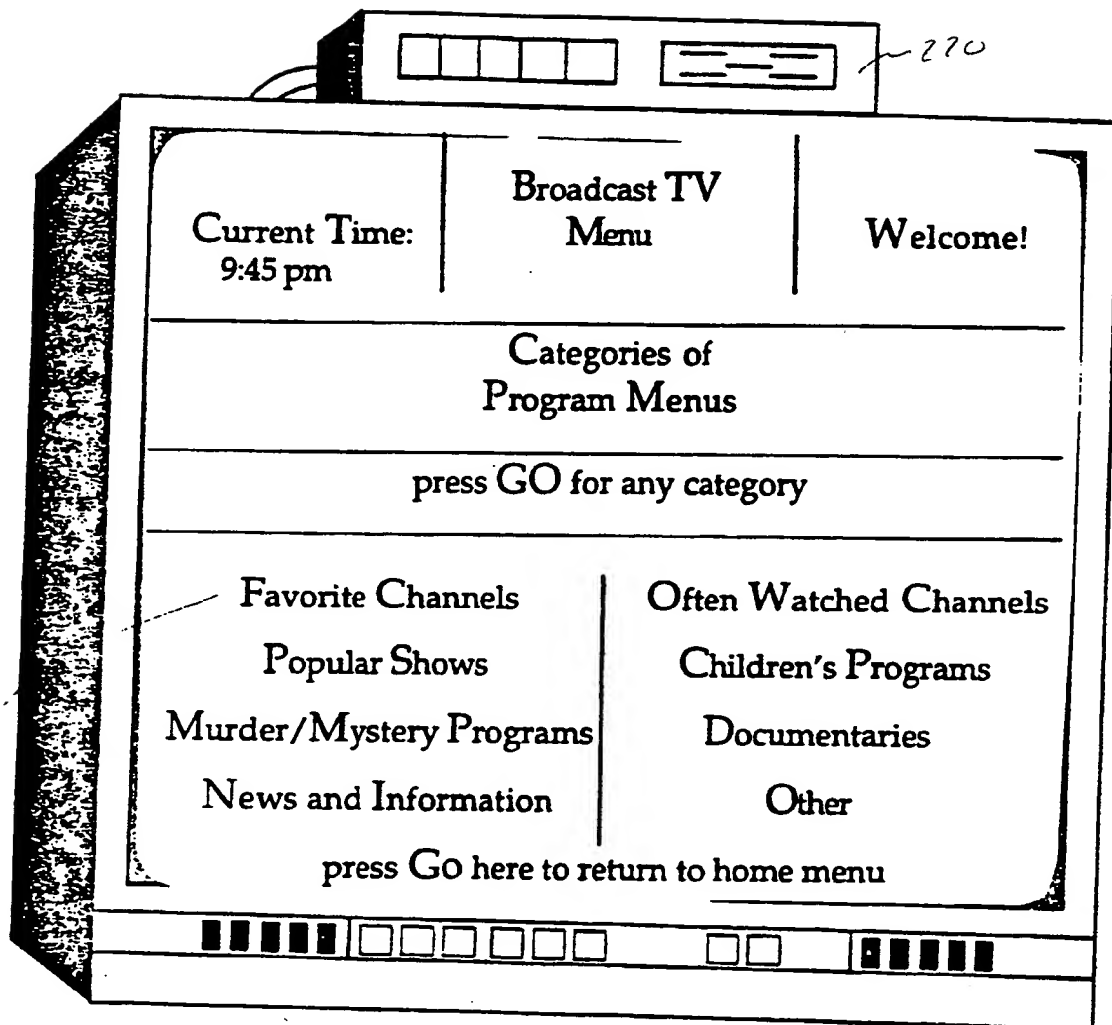 220
Broadcast TV
Menu
Current Time:
9:45 pm
Welcome!
Categories of
Program Menus
press GO for any category
Favorite Channels
Often Watched Channels
Popular Shows
Children's Programs
Murder/Mystery Programs
Documentaries
News and Information
Other
press Go here to return to home menu